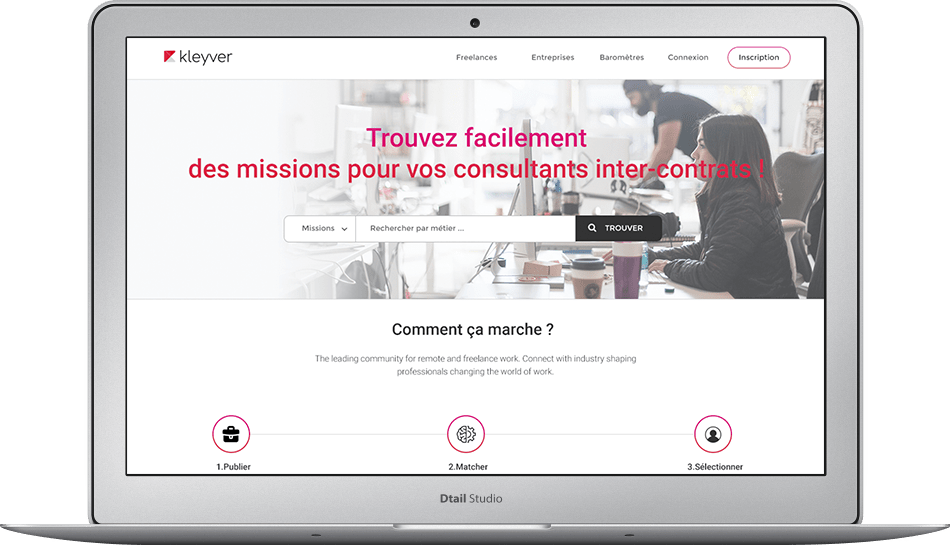 kleyver
Freelances Entreprises Baromètres Connexion Inscription
Trouvez facilement
des missions pour vos consultants inter-contrats !
Missions Rechercher par métier ... TROUVER
Comment ça marche ?
The leading community for remote and freelance work. Connect with industry shaping
professionals changing the world of work.
1.Publier 2.Matcher 3.Sélectionner
Dtail Studio